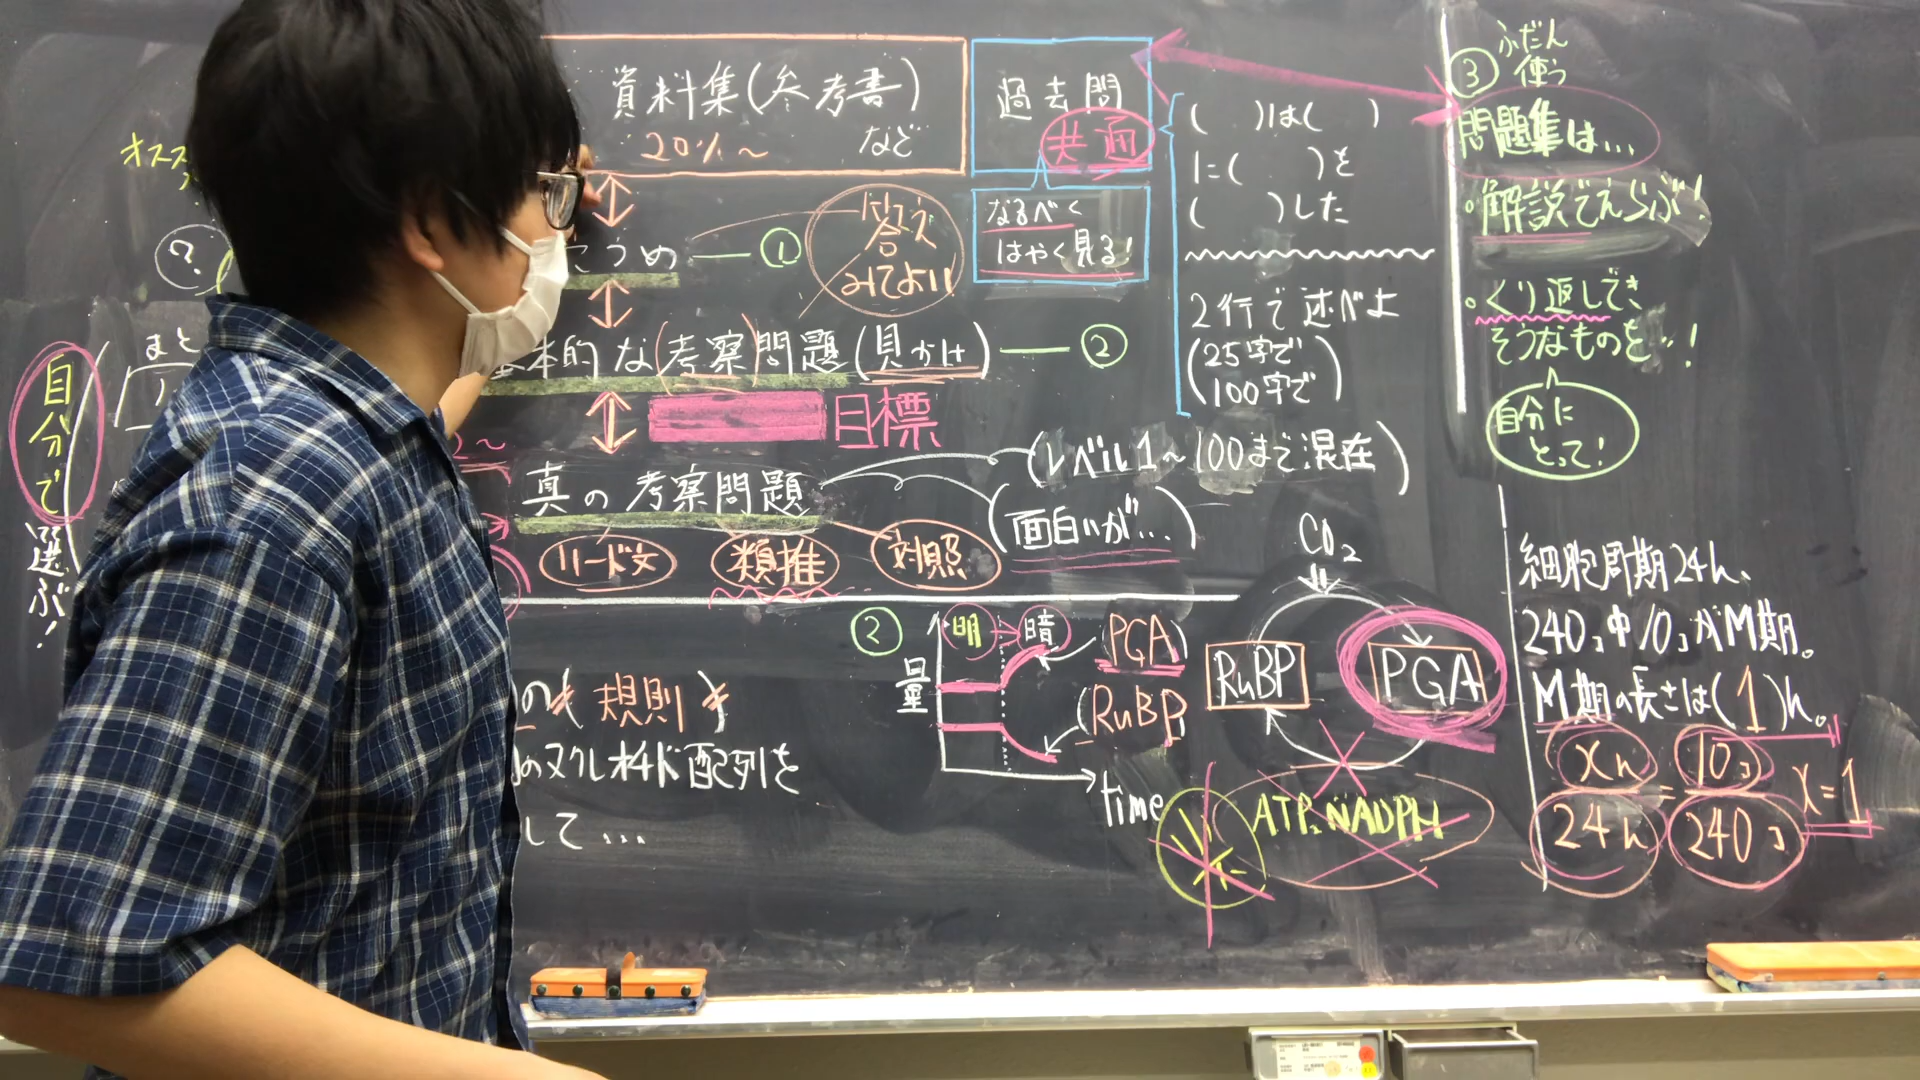 資料集(参考書)
20%~ など
過去問
共通
なるべく
はやく見る!
( )は( )
に( )を
( )した
2行で述べよ
(25字で
100字で)
③ ふだん
使う
問題集は...
・解説でえらぶ!
・くり返しでき
そうなものを...!
自分に
とって!
オスス
?
うめ ― ①
答え
みてよい!
本的な(考察)問題(見かけ) ― ②
目標
真の考察問題
(レベル1~100まで混在)
(面白いが...)
リード文 類推 対照
自分で
選ぶ!
まと
の( 規則 )
のヌクレオチド配列を
して...
②
量
明 → 暗
PGA
(RuBP)
time
CO₂
RuBP
PGA
ATP、NADPH
細胞周期24h、
240コ中10コがM期。
M期の長さは(1)h。
xh/24h = 10コ/240コ
x=1